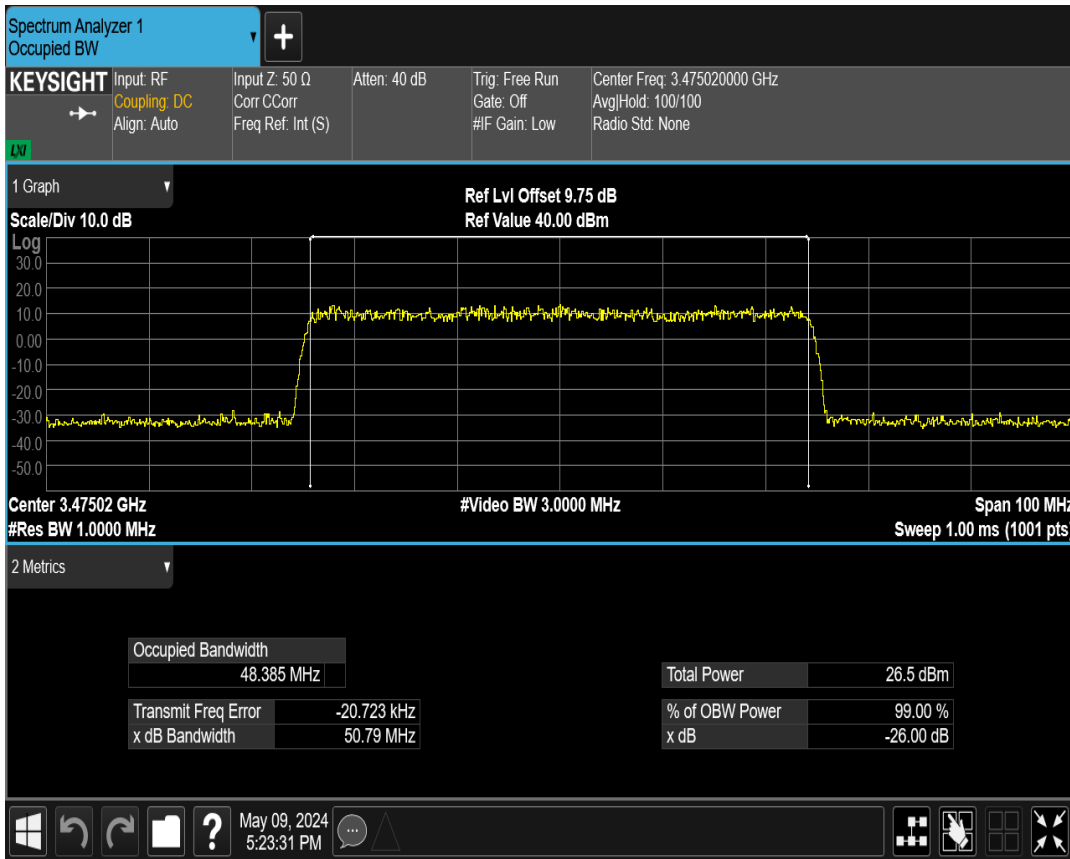 Spectrum Analyzer 1
Occupied BW
KEYSIGHT
LXI
Input: RF
Coupling: DC
Align: Auto
Input Z: 50 Ω
Corr CCorr
Freq Ref: Int (S)
Atten: 40 dB
Trig: Free Run
Gate: Off
#IF Gain: Low
Center Freq: 3.475020000 GHz
Avg|Hold: 100/100
Radio Std: None
1 Graph
Scale/Div 10.0 dB
Ref Lvl Offset 9.75 dB
Ref Value 40.00 dBm
Log
30.0
20.0
10.0
0.00
-10.0
-20.0
-30.0
-40.0
-50.0
Center 3.47502 GHz
#Video BW 3.0000 MHz
Span 100 MHz
#Res BW 1.0000 MHz
Sweep 1.00 ms (1001 pts)
2 Metrics
Occupied Bandwidth
48.385 MHz
Total Power 26.5 dBm
Transmit Freq Error -20.723 kHz
% of OBW Power 99.00 %
x dB Bandwidth 50.79 MHz
x dB -26.00 dB
?
May 09, 2024
5:23:31 PM